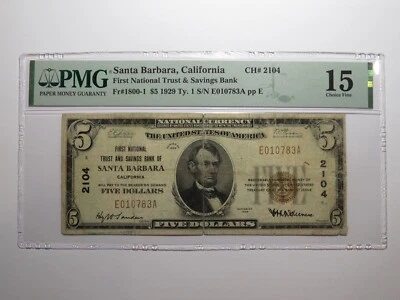 PMG
PAPER MONEY GUARANTY
Santa Barbara, California CH# 2104
First National Trust & Savings Bank
Fr#1800-1 $5 1929 Ty. 1 S/N E010783A pp E
15
Choice Fine
5
NATIONAL CURRENCY
THE UNITED STATES OF AMERICA
5
FIRST NATIONAL
TRUST AND SAVINGS BANK OF
SANTA BARBARA
CALIFORNIA
WILL PAY TO THE BEARER ON DEMAND
FIVE DOLLARS
E010783A
2104
E010783A
2104
5
FIVE DOLLARS
5